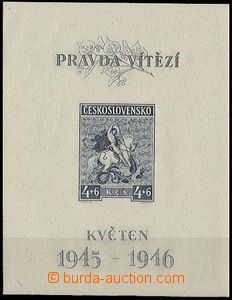 PRAVDA VÍTĚZÍ
ČESKOSLOVENSKO
4+6 KČS 4+6
KVĚTEN
1945 - 1946
© burda-auction.com